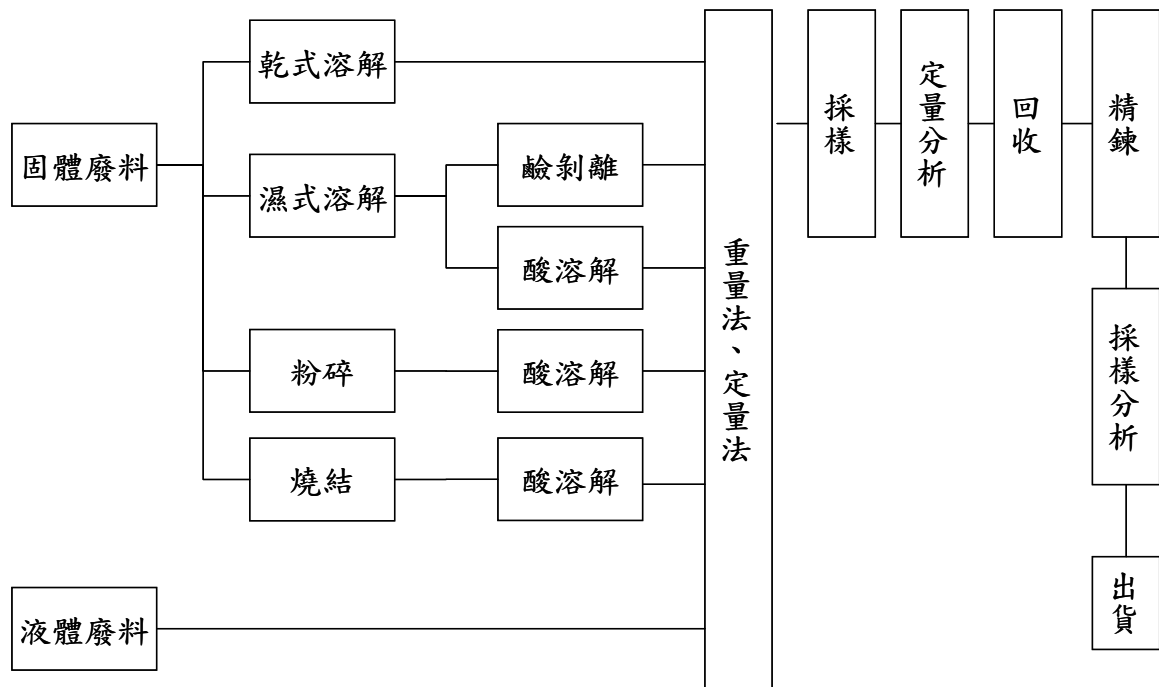 乾式溶解
固體廢料
濕式溶解
鹼剝離
酸溶解
粉碎
酸溶解
燒結
酸溶解
液體廢料
重量法、定量法
採樣
定量分析
回收
精鍊
採樣分析
出貨